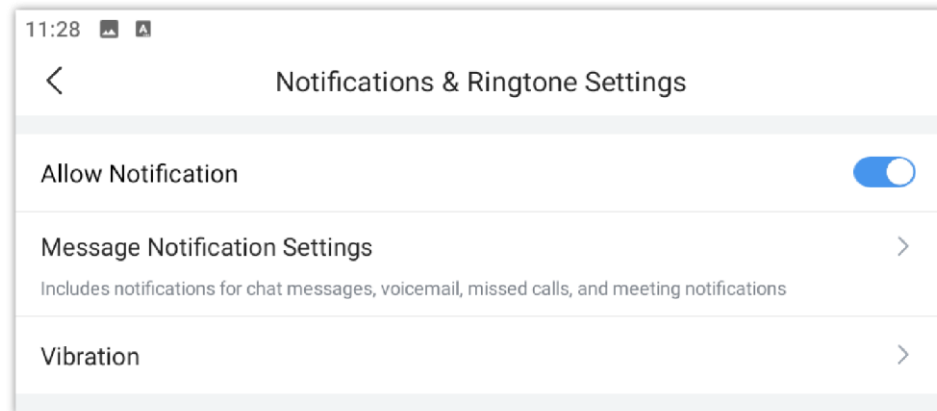 11:28
Notifications & Ringtone Settings
Allow Notification
Message Notification Settings
Includes notifications for chat messages, voicemail, missed calls, and meeting notifications
Vibration